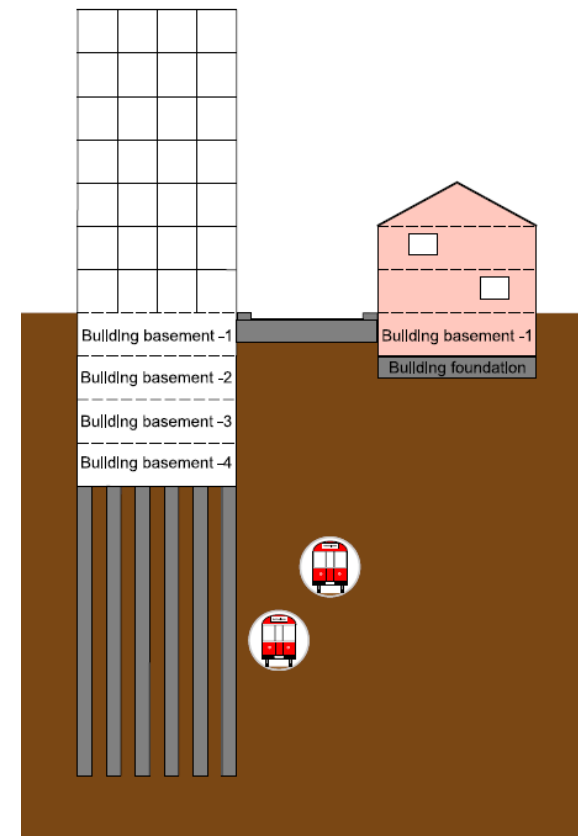 Building basement -1
Building basement -2
Building basement -3
Building basement -4
Building basement -1
Building foundation